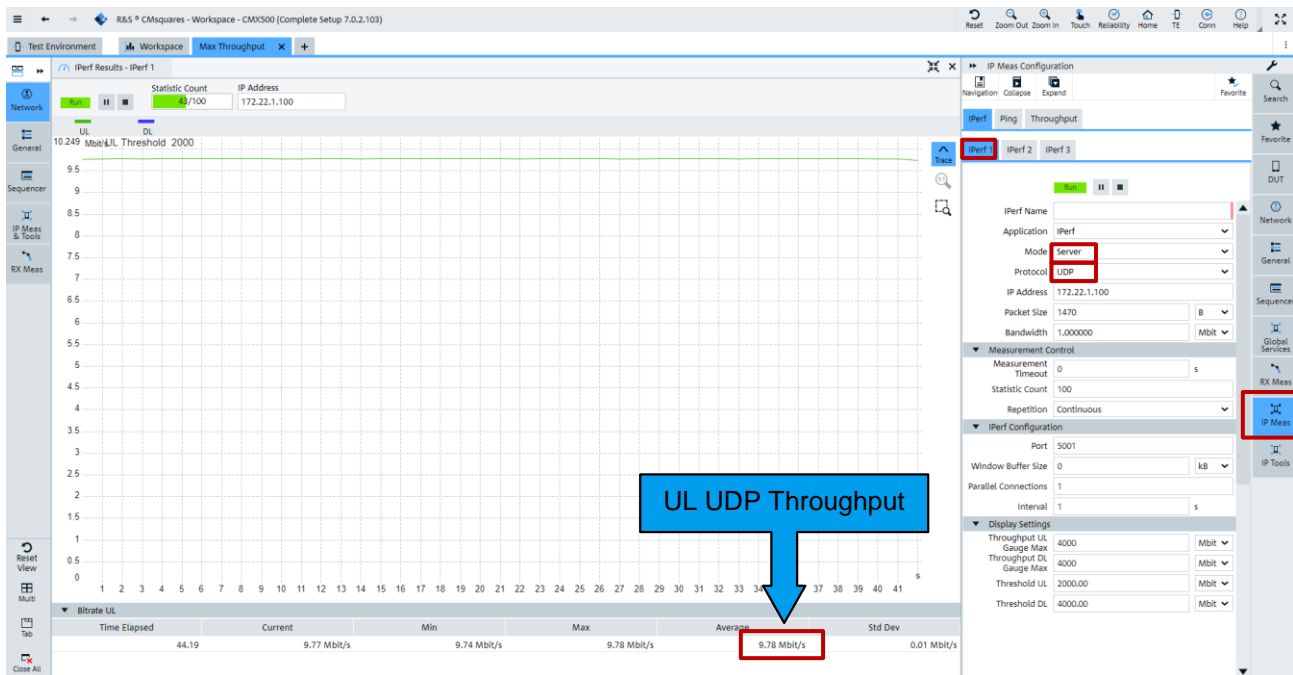 R&S ® CMsquares - Workspace - CMX500 (Complete Setup 7.0.2.103)
Reset Zoom Out Zoom In Touch Reliability Home TE Conn Help
Test Environment Workspace Max Throughput × +
IPerf Results - IPerf 1
Statistic Count IP Address
Run 43/100 172.22.1.100
UL DL
10.249 Mbit/s UL Threshold 2000
9.5
9
8.5
8
7.5
7
6.5
6
5.5
5
4.5
4
3.5
3
2.5
2
1.5
1
0.5
0
1 2 3 4 5 6 7 8 9 10 11 12 13 14 15 16 17 18 19 20 21 22 23 24 25 26 27 28 29 30 31 32 33 37 38 39 40 41 s
Trace
UL UDP Throughput
Bitrate UL
Time Elapsed Current Min Max Average Std Dev
44.19 9.77 Mbit/s 9.74 Mbit/s 9.78 Mbit/s 9.78 Mbit/s 0.01 Mbit/s
Network
General
Sequencer
IP Meas & Tools
RX Meas
Reset View
Multi
Tab
Close All
IP Meas Configuration
Navigation Collapse Expand Favorite
IPerf Ping Throughput
IPerf 1 IPerf 2 IPerf 3
Run
IPerf Name
Application IPerf
Mode Server
Protocol UDP
IP Address 172.22.1.100
Packet Size 1470 B
Bandwidth 1.000000 Mbit
Measurement Control
Measurement Timeout 0 s
Statistic Count 100
Repetition Continuous
IPerf Configuration
Port 5001
Window Buffer Size 0 kB
Parallel Connections 1
Interval 1 s
Display Settings
Throughput UL Gauge Max 4000 Mbit
Throughput DL Gauge Max 4000 Mbit
Threshold UL 2000.00 Mbit
Threshold DL 4000.00 Mbit
Search
Favorite
DUT
Network
General
Sequencer
Global Services
RX Meas
IP Meas
IP Tools